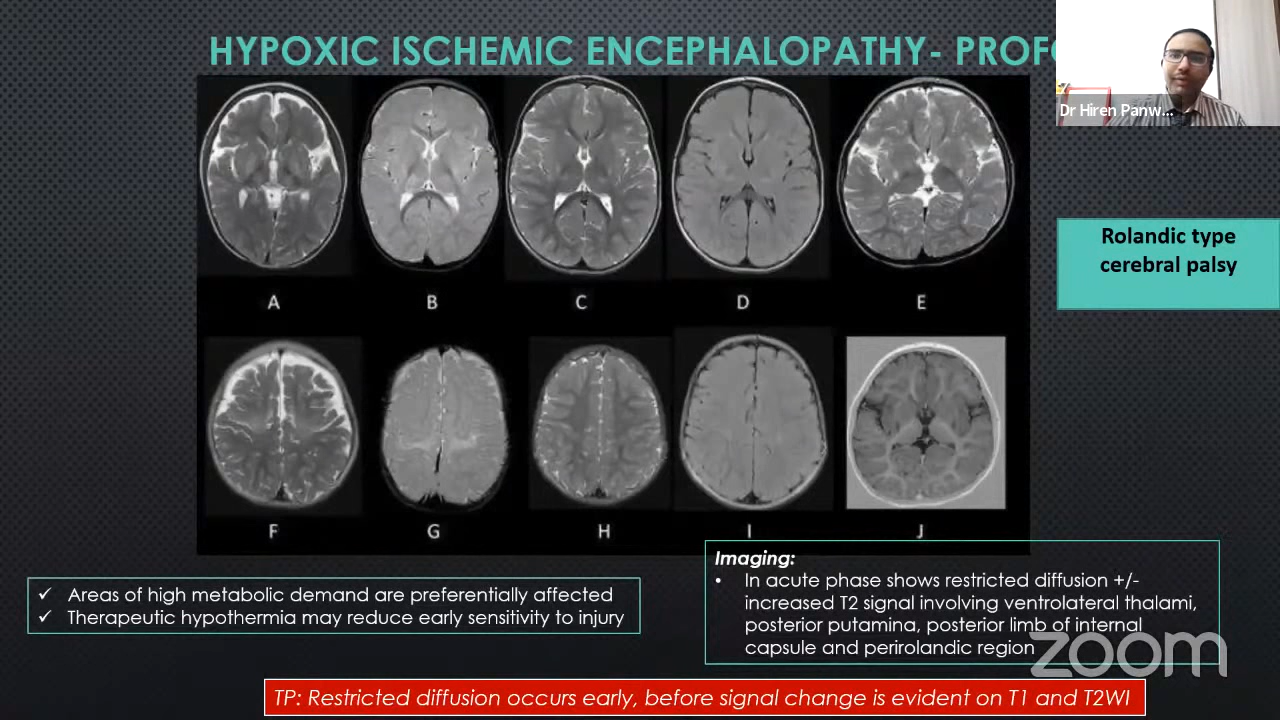 HYPOXIC ISCHEMIC ENCEPHALOPATHY- PROFO
Dr Hiren Panw...
Rolandic type
cerebral palsy
A B C D E
F G H I J
Imaging:
• In acute phase shows restricted diffusion +/-
increased T2 signal involving ventrolateral thalami,
posterior putamina, posterior limb of internal
capsule and perirolandic region
✓ Areas of high metabolic demand are preferentially affected
✓ Therapeutic hypothermia may reduce early sensitivity to injury
zoom
TP: Restricted diffusion occurs early, before signal change is evident on T1 and T2WI